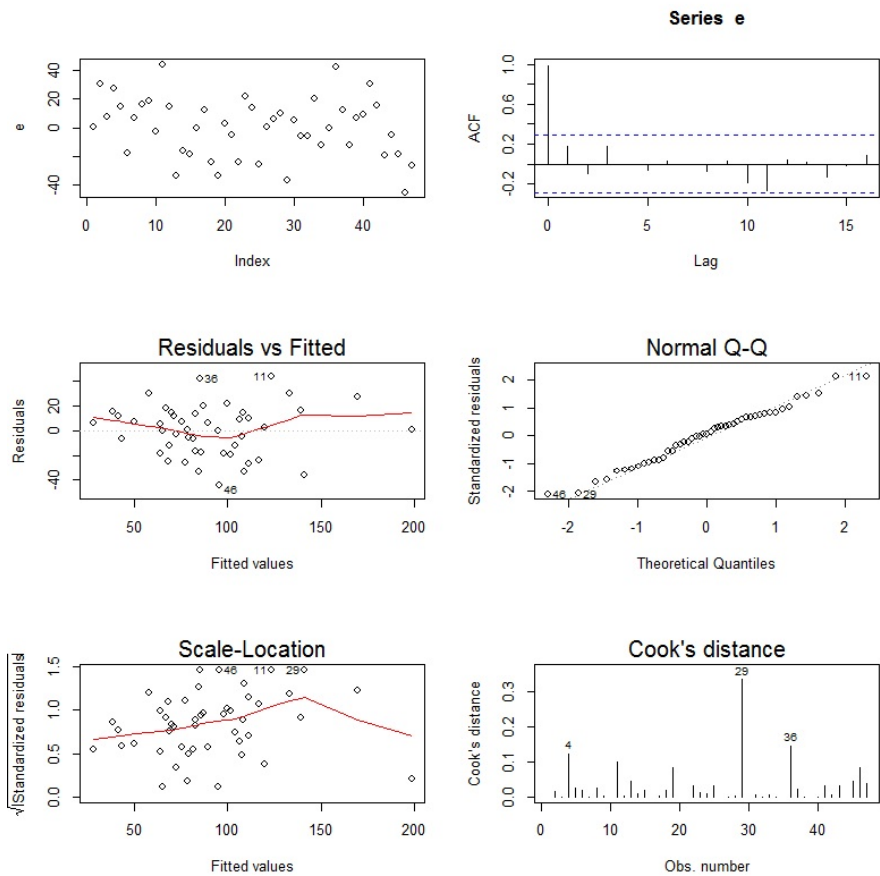 Series e
e
-40 0 20 40
0 10 20 30 40
Index
ACF
-0.2 0.2 0.6 1.0
0 5 10 15
Lag
Residuals vs Fitted
Residuals
-40 0 20
36
11
46
50 100 150 200
Fitted values
Normal Q-Q
Standardized residuals
-2 -1 0 1 2
11
46
29
-2 -1 0 1 2
Theoretical Quantiles
Scale-Location
√|Standardized residuals|
0.0 0.5 1.0 1.5
46
11
29
50 100 150 200
Fitted values
Cook's distance
Cook's distance
0.0 0.1 0.2 0.3
4
29
36
0 10 20 30 40
Obs. number